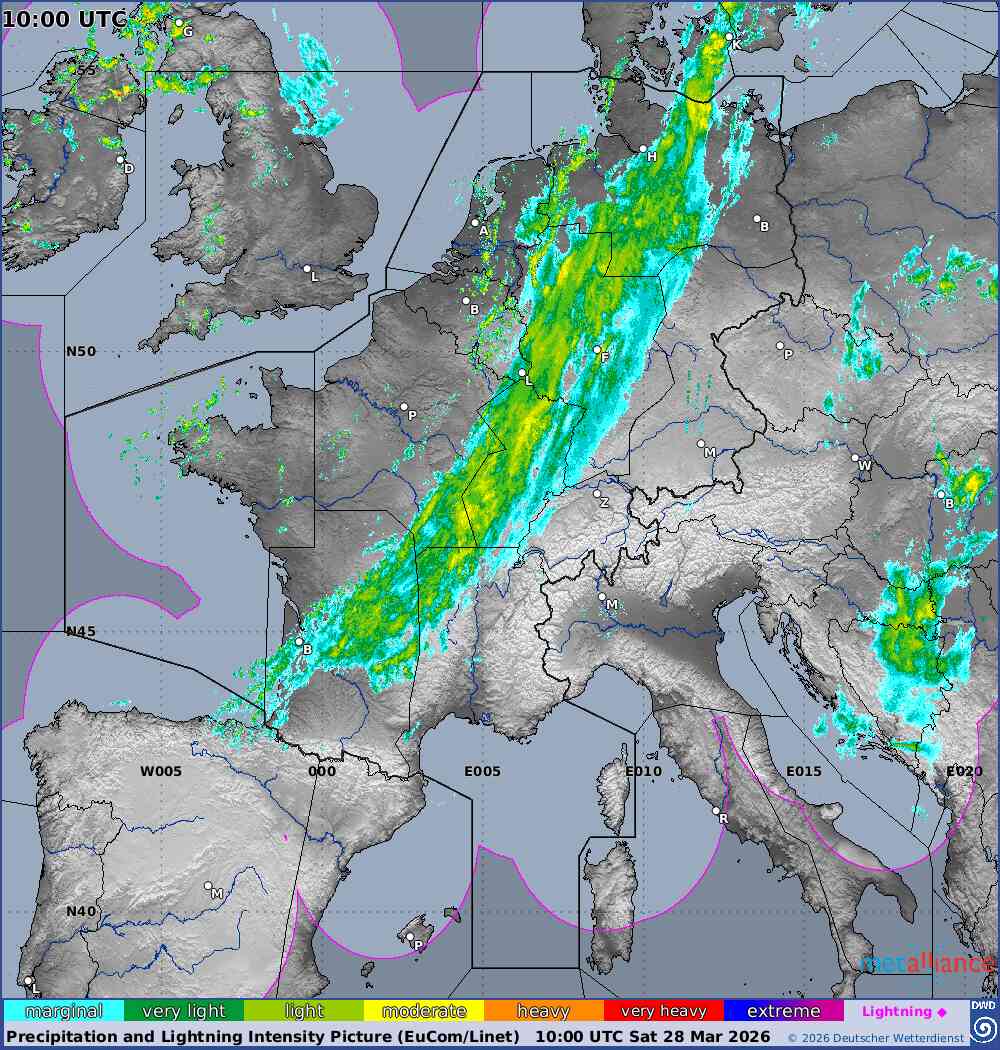 10:00 UTC
G
K
N55
D
H
A
B
L
B
N50
F
P
L
P
M
W
Z
B
M
N45
B
W005
000
E005
E010
E015
E020
R
M
N40
P
L
metalliance
marginal very light light moderate heavy very heavy extreme Lightning ◆
DWD
Precipitation and Lightning Intensity Picture (EuCom/Linet) 10:00 UTC Sat 28 Mar 2026 © 2026 Deutscher Wetterdienst